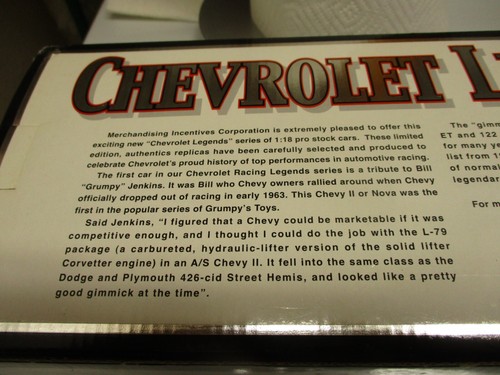 CHEVROLET L
Merchandising Incentives Corporation is extremely pleased to offer this
exciting new "Chevrolet Legends" series of 1:18 pro stock cars. These limited
edition, authentics replicas have been carefully selected and produced to
celebrate Chevrolet's proud history of top performances in automotive racing.
The first car in our Chevrolet Racing Legends series is a tribute to Bill
"Grumpy" Jenkins. It was Bill who Chevy owners rallied around when Chevy
officially dropped out of racing in early 1963. This Chevy II or Nova was the
first in the popular series of Grumpy's Toys.
Said Jenkins, "I figured that a Chevy could be marketable if it was
competitive enough, and I thought I could do the job with the L-79
package (a carbureted, hydraulic-lifter version of the solid lifter
Corvetter engine) in an A/S Chevy II. It fell into the same class as the
Dodge and Plymouth 426-cid Street Hemis, and looked like a pretty
good gimmick at the time".
The "gimm
ET and 122
for many ye
list from 1
of normal
legendar
For m